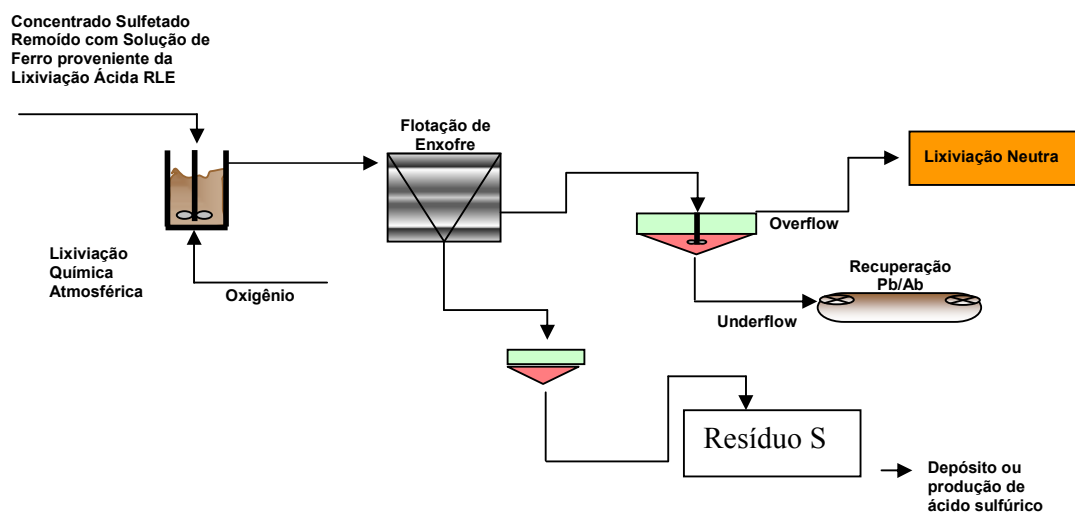 Concentrado Sulfetado
Remoído com Solução de
Ferro proveniente da
Lixiviação Ácida RLE
Flotação de
Enxofre
Lixiviação Neutra
Overflow
Lixiviação
Química
Atmosférica
Oxigênio
Recuperação
Pb/Ab
Underflow
Resíduo S
Depósito ou
produção de
ácido sulfúrico